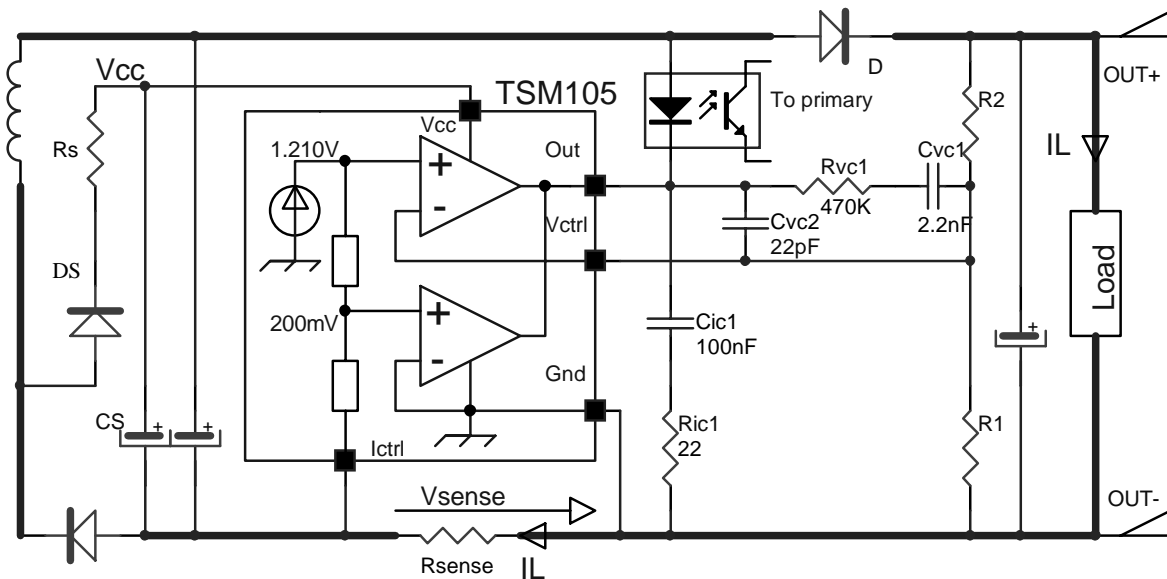 Vcc
TSM105
D
OUT+
To primary
R2
Vcc
Out
Rs
1.210V
+
-
IL
Cvc1
Rvc1
470K
2.2nF
Vctrl
Cvc2
22pF
DS
Load
200mV
+
-
Cic1
100nF
+
Gnd
CS
+
+
Ric1
22
R1
Ictrl
Vsense
OUT-
Rsense
IL